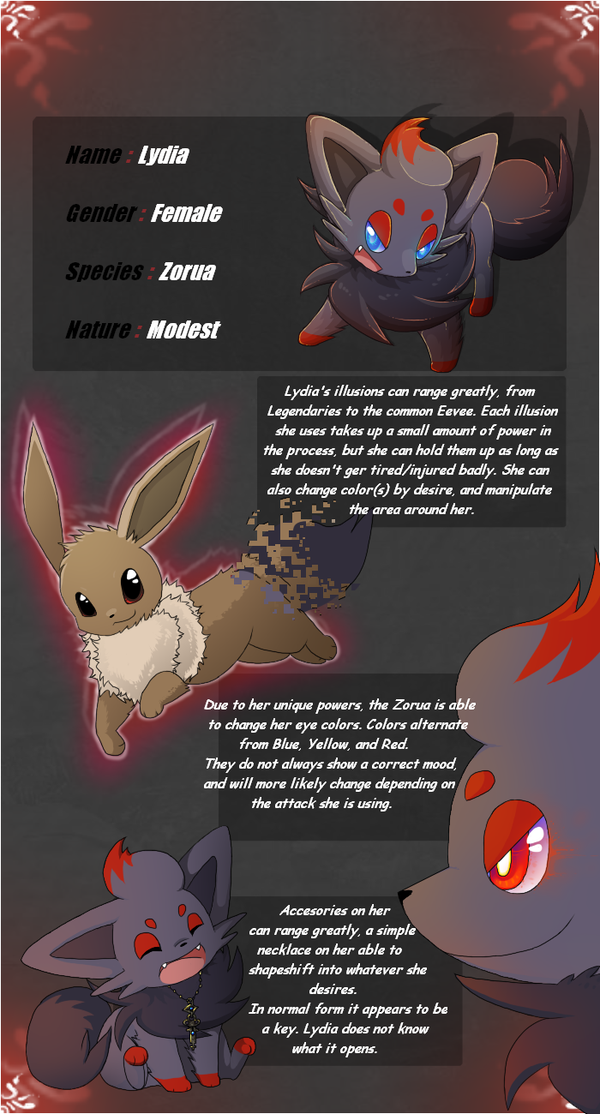 Name : Lydia
Gender : Female
Species : Zorua
Nature : Modest
Lydia's illusions can range greatly, from
Legendaries to the common Eevee. Each illusion
she uses takes up a small amount of power in
the process, but she can hold them up as long as
she doesn't ger tired/injured badly. She can
also change color(s) by desire, and manipulate
the area around her.
Due to her unique powers, the Zorua is able
to change her eye colors. Colors alternate
from Blue, Yellow, and Red.
They do not always show a correct mood,
and will more likely change depending on
the attack she is using.
Accesories on her
can range greatly, a simple
necklace on her able to
shapeshift into whatever she
desires.
In normal form it appears to be
a key. Lydia does not know
what it opens.